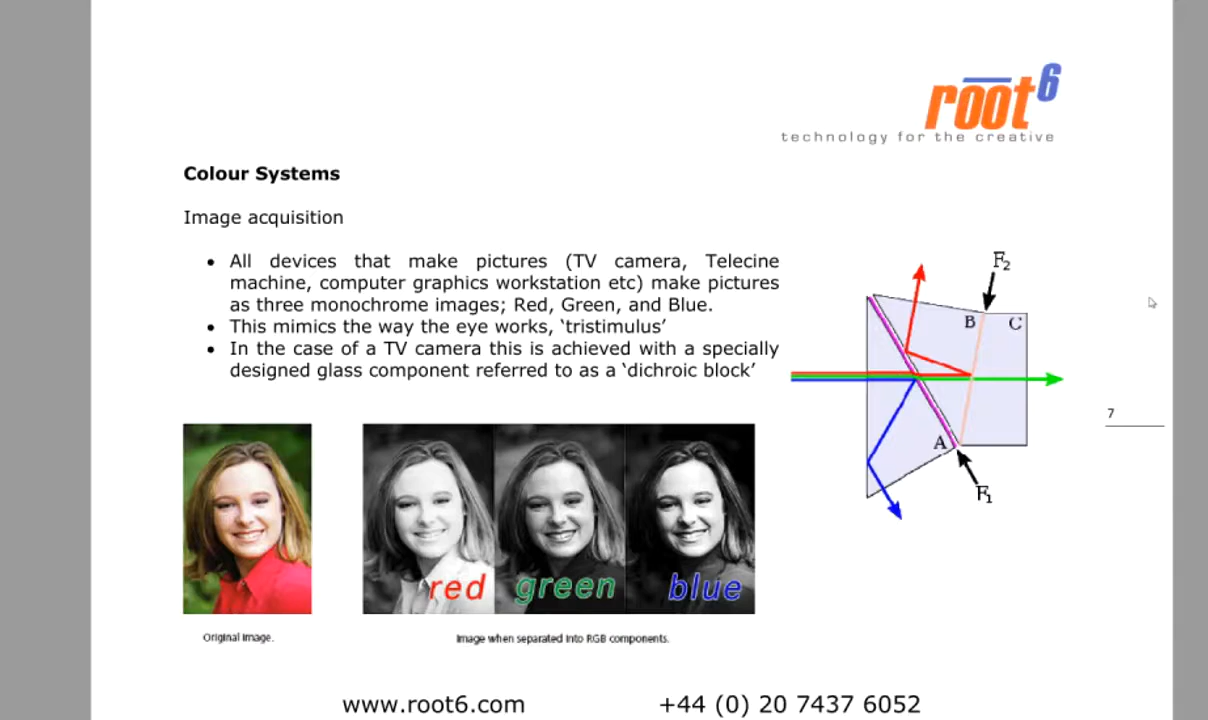 root6
technology for the creative
Colour Systems
Image acquisition
• All devices that make pictures (TV camera, Telecine
machine, computer graphics workstation etc) make pictures
as three monochrome images; Red, Green, and Blue.
• This mimics the way the eye works, ‘tristimulus’
• In the case of a TV camera this is achieved with a specially
designed glass component referred to as a ‘dichroic block’
F2
B C
A
F1
7
red green blue
Original image.
Image when separated into RGB components.
www.root6.com +44 (0) 20 7437 6052